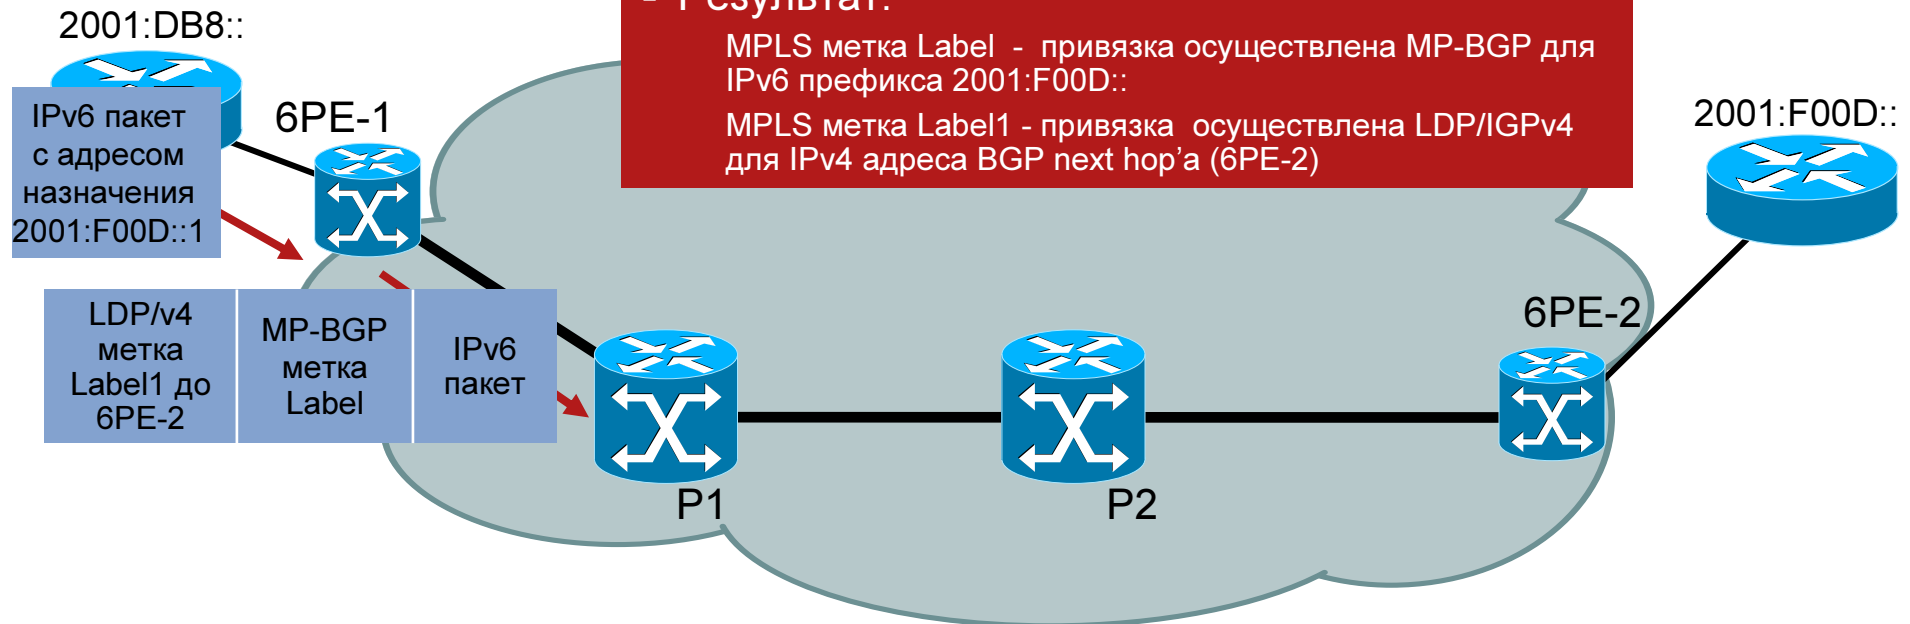 - Результат:
MPLS метка Label - привязка осуществлена MP-BGP для
IPv6 префикса 2001:F00D::
MPLS метка Label1 - привязка осуществлена LDP/IGPv4
для IPv4 адреса BGP next hop’а (6PE-2)
2001:DB8::
IPv6 пакет
с адресом
назначения
2001:F00D::1
6PE-1
2001:F00D::
LDP/v4
метка
Label1 до
6PE-2
MP-BGP
метка
Label
IPv6
пакет
6PE-2
P1
P2